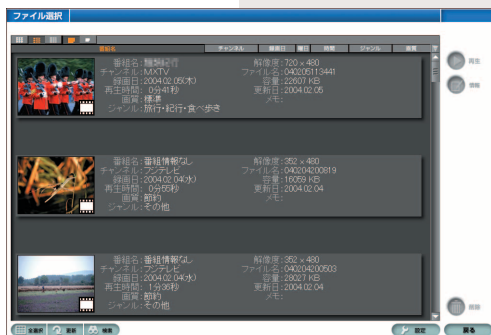 ファイル選択
番組名 チャンネル 録画日 曜日 時間 ジャンル 画質
番組名: 麺類紀行 解像度: 720 x 480
チャンネル: MXTV ファイル名: 040205113441
録画日: 2004.02.05(木) 容量: 22607 KB
再生時間: 0分41秒 更新日: 2004.02.05
画質: 標準 メモ:
ジャンル: 旅行・紀行・食べ歩き
番組名: 番組情報なし 解像度: 352 x 480
チャンネル: フジテレビ ファイル名: 040204200819
録画日: 2004.02.04(水) 容量: 16059 KB
再生時間: 0分55秒 更新日: 2004.02.04
画質: 節約 メモ:
ジャンル: その他
番組名: 番組情報なし 解像度: 352 x 480
チャンネル: フジテレビ ファイル名: 040204200503
録画日: 2004.02.04(水) 容量: 28027 KB
再生時間: 1分36秒 更新日: 2004.02.04
画質: 節約 メモ:
ジャンル: その他
再生
情報
削除
全選択 更新 検索 設定 戻る